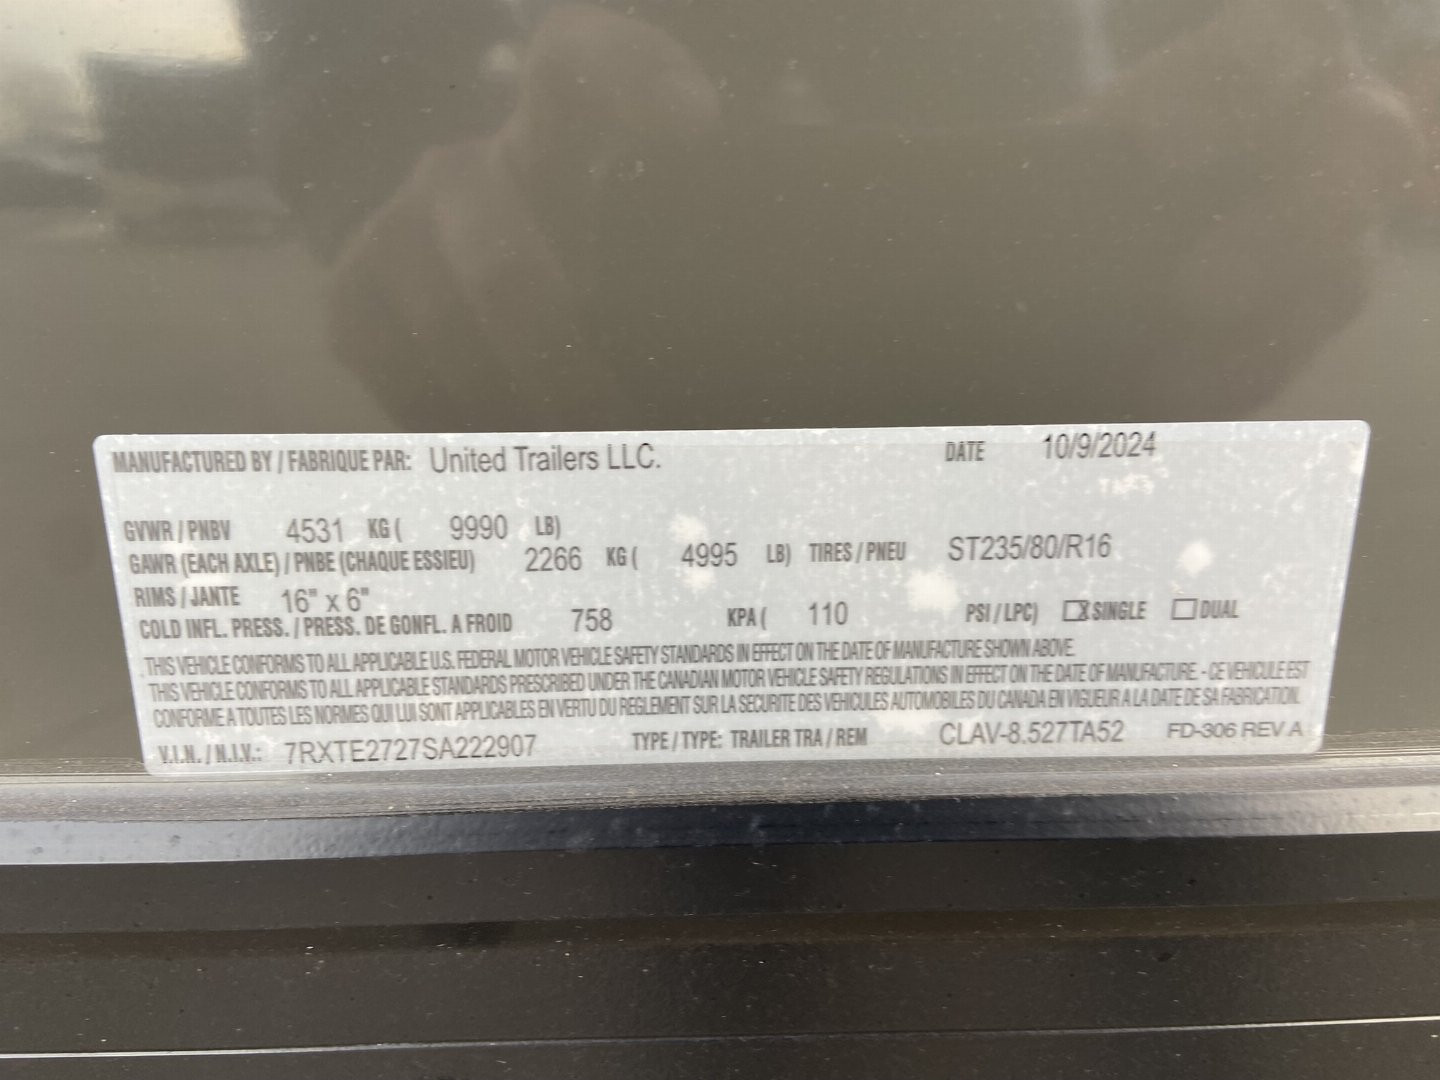 MANUFACTURED BY / FABRIQUE PAR: United Trailers LLC. DATE 10/9/2024
GVWR / PNBV 4531 KG ( 9990 LB)
GAWR (EACH AXLE) / PNBE (CHAQUE ESSIEU) 2266 KG ( 4995 LB) TIRES / PNEU ST235/80/R16
RIMS / JANTE 16" x 6"
COLD INFL. PRESS. / PRESS. DE GONFL. A FROID 758 KPA ( 110 PSI / LPC) ☒ SINGLE ☐ DUAL
THIS VEHICLE CONFORMS TO ALL APPLICABLE U.S. FEDERAL MOTOR VEHICLE SAFETY STANDARDS IN EFFECT ON THE DATE OF MANUFACTURE SHOWN ABOVE.
THIS VEHICLE CONFORMS TO ALL APPLICABLE STANDARDS PRESCRIBED UNDER THE CANADIAN MOTOR VEHICLE SAFETY REGULATIONS IN EFFECT ON THE DATE OF MANUFACTURE. - CE VEHICULE EST
CONFORME A TOUTES LES NORMES QUI LUI SONT APPLICABLES EN VERTU DU REGLEMENT SUR LA SECURITE DES VEHICULES AUTOMOBILES DU CANADA EN VIGUEUR A LA DATE DE SA FABRICATION.
V.I.N. / N.I.V.: 7RXTE2727SA222907 TYPE / TYPE: TRAILER TRA / REM CLAV-8.527TA52 FD-306 REV A